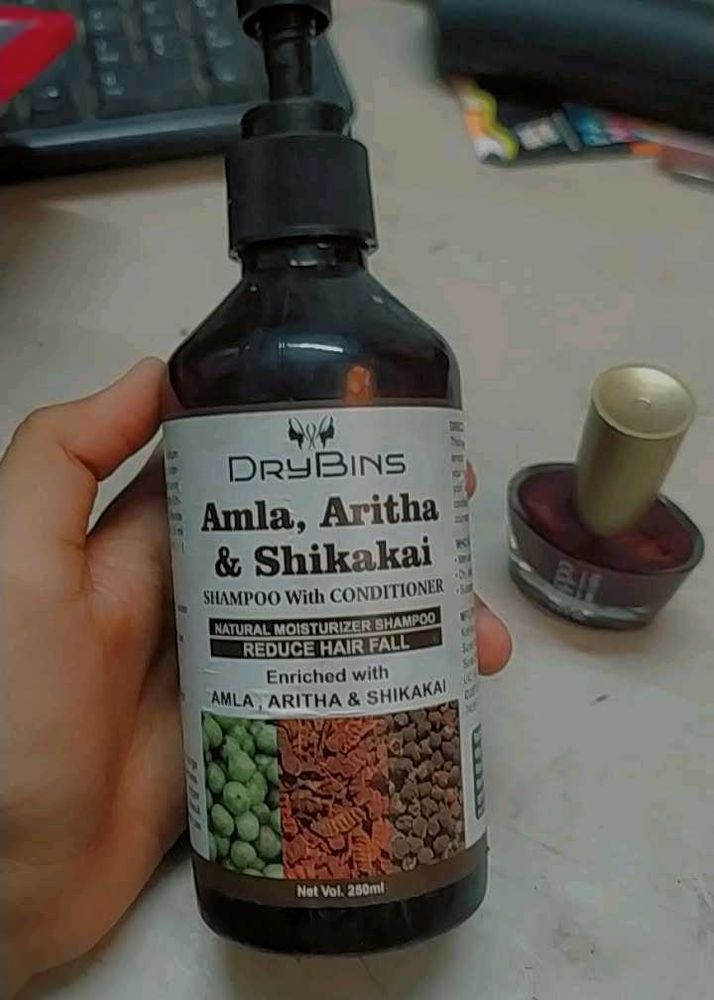 DRYBINS
Amla, Aritha
& Shikakai
SHAMPOO With CONDITIONER
NATURAL MOISTURIZER SHAMPOO
REDUCE HAIR FALL
Enriched with
AMLA , ARITHA & SHIKAKAI
Net Vol. 250ml